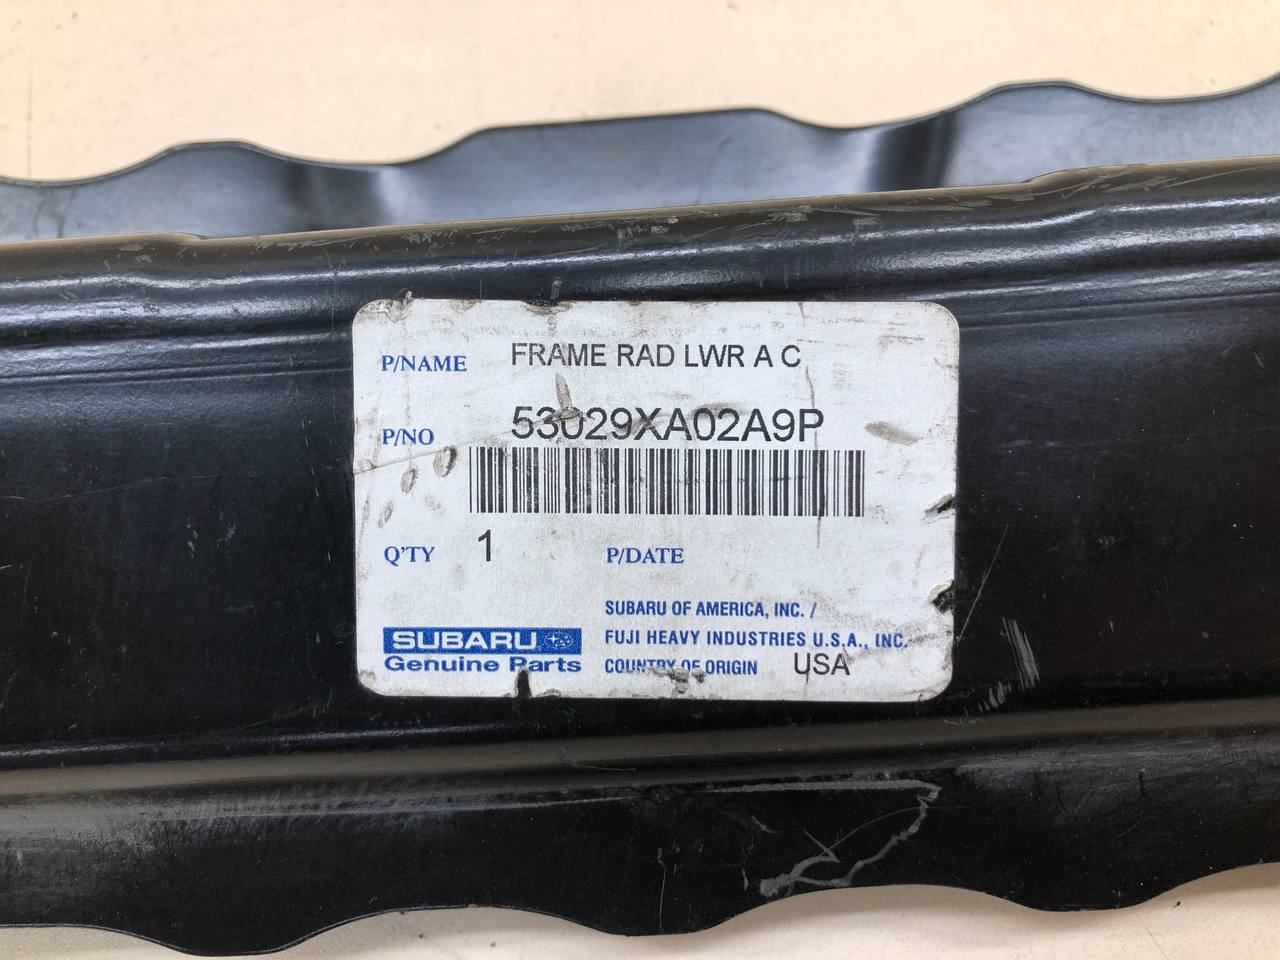 P/NAME FRAME RAD LWR A C
P/NO 53029XA02A9P
Q'TY 1 P/DATE
SUBARU OF AMERICA, INC. /
SUBARU FUJI HEAVY INDUSTRIES U.S.A., INC.
Genuine Parts COUNTRY OF ORIGIN USA